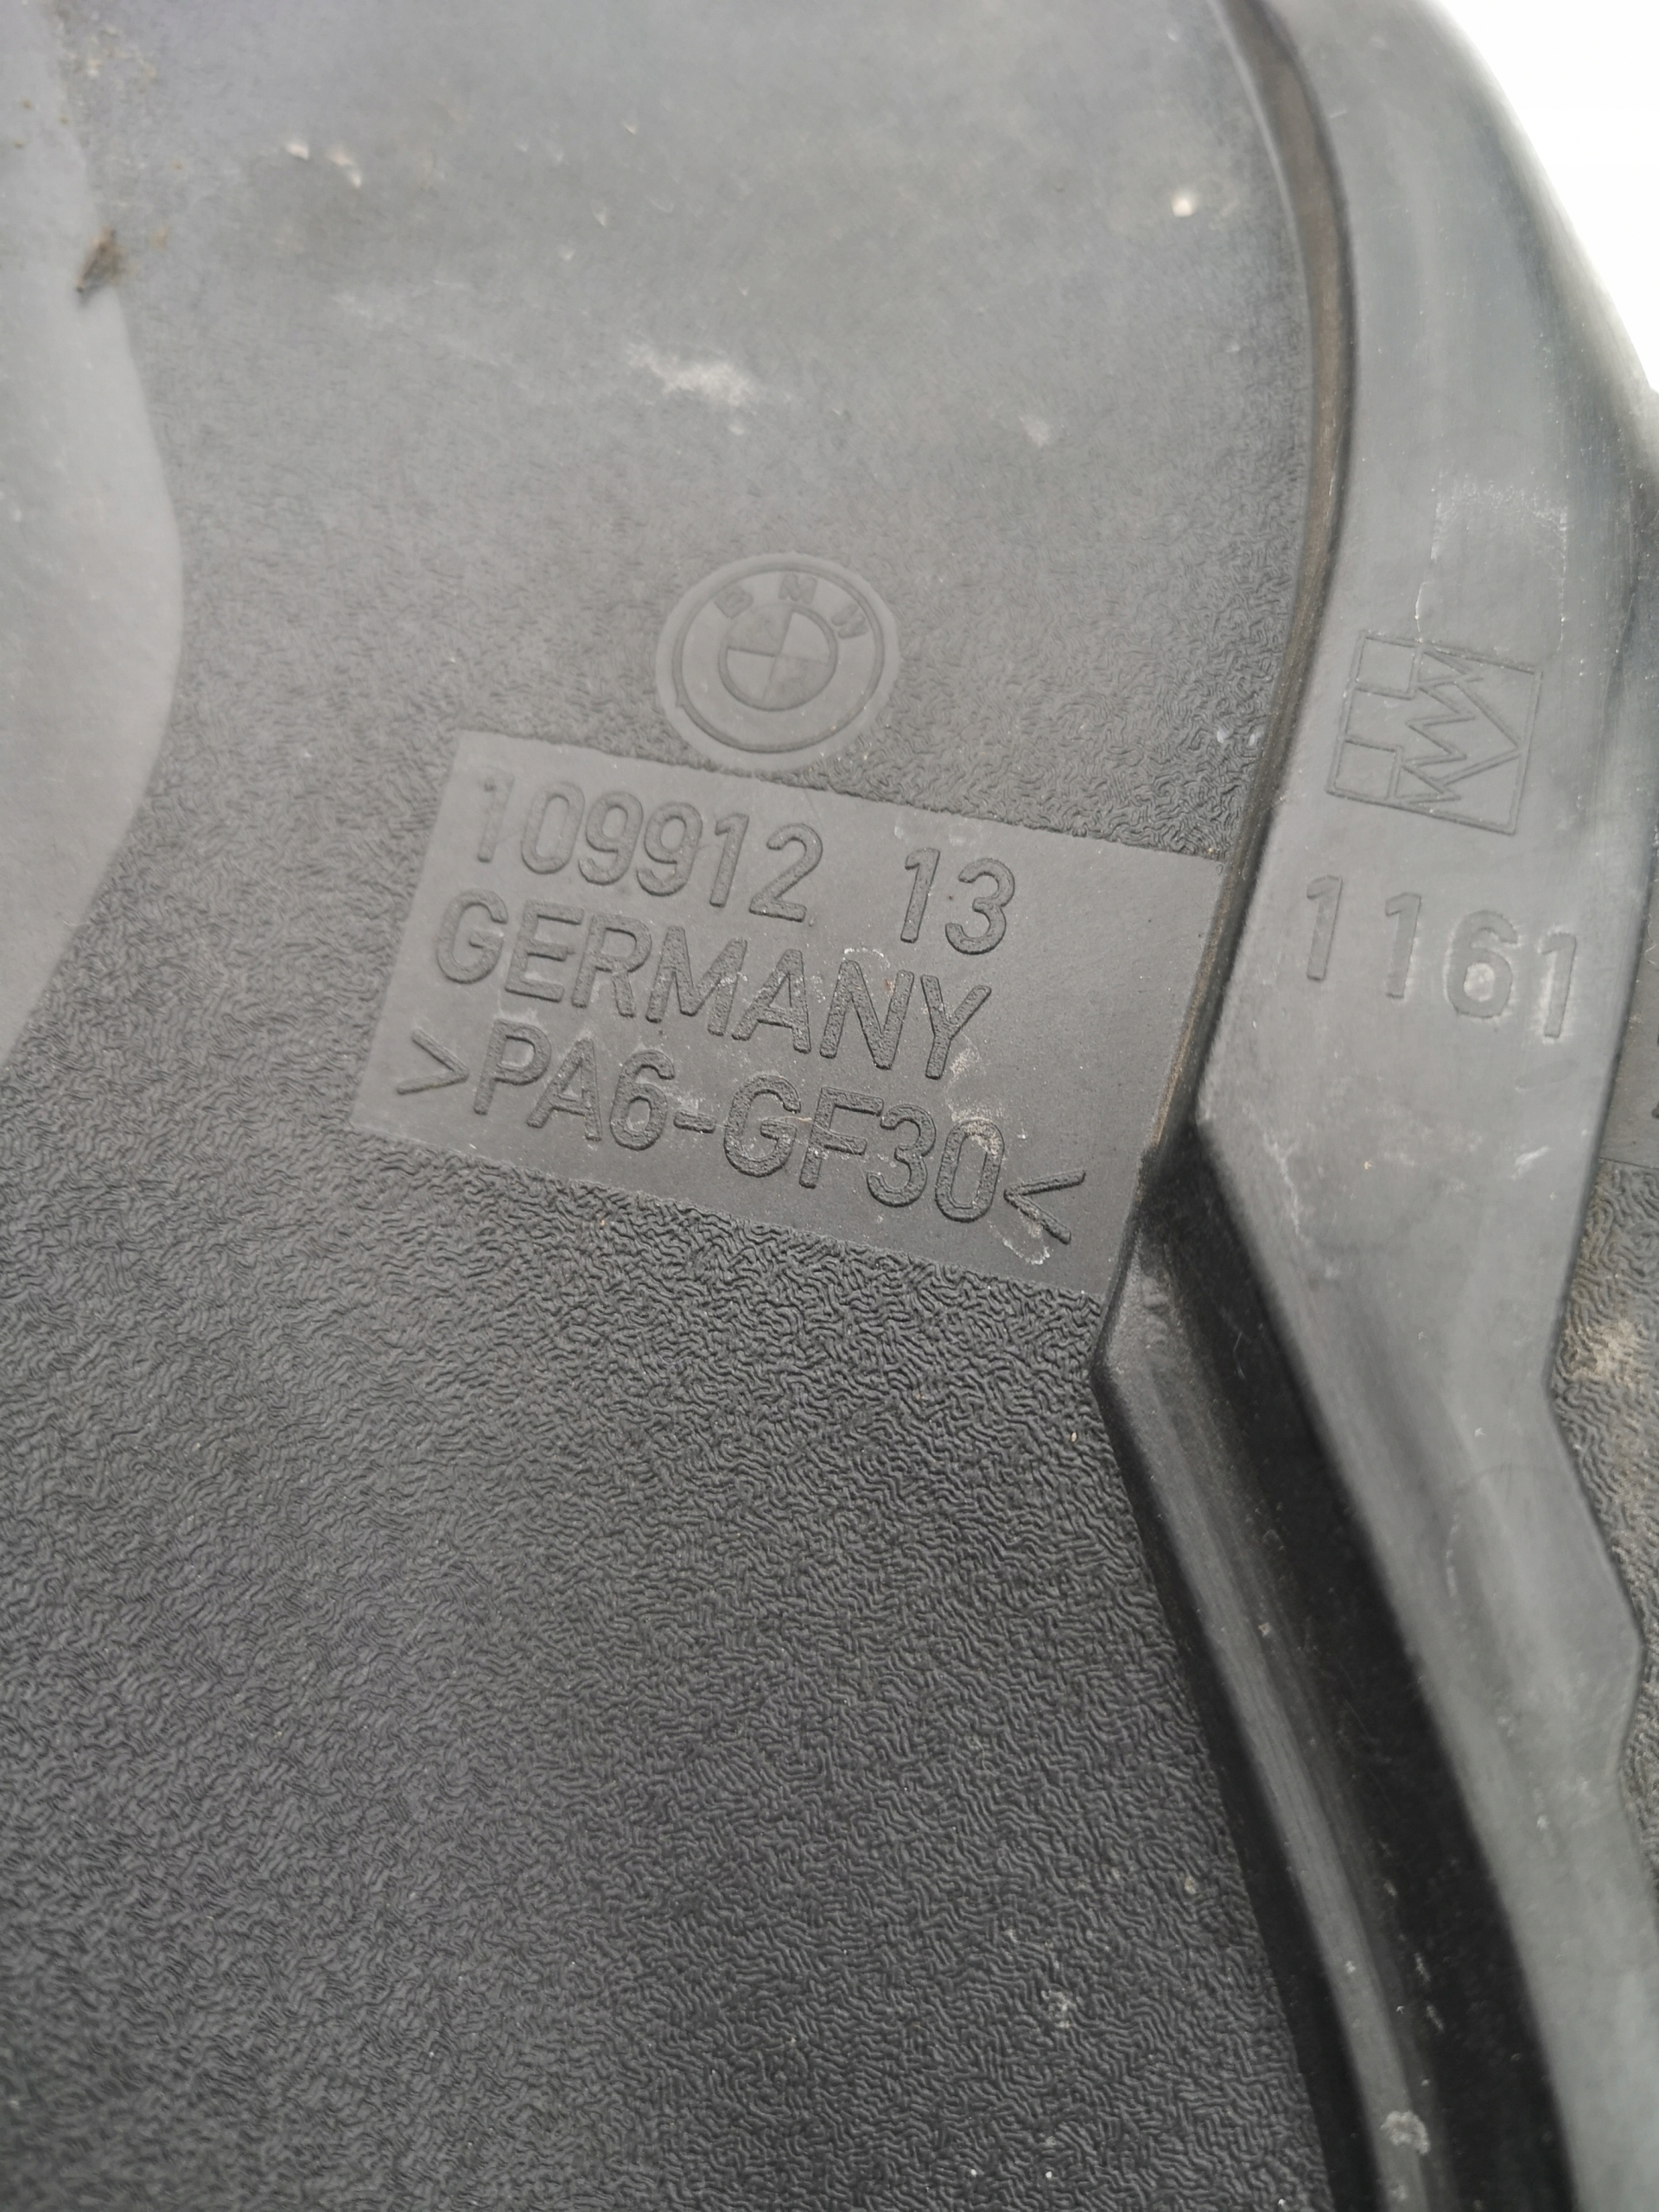 BMW
109912 13
GERMANY
>PA6-GF30<
1161